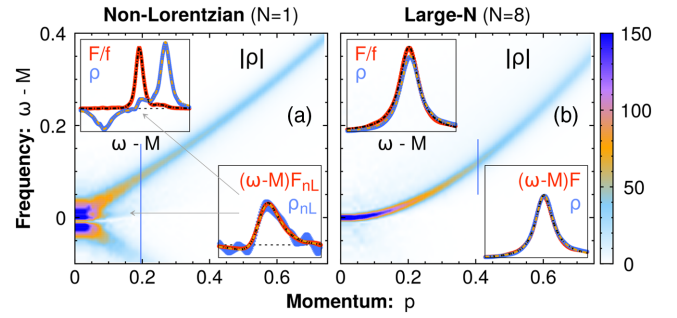 Non-Lorentzian (N=1)
Large-N (N=8)
Frequency: ω - M
0.4
0.2
0
F/f
ρ
ω - M
|ρ|
(a)
(ω-M)F_nL
ρ_nL
F/f
ρ
ω - M
|ρ|
(b)
(ω-M)F
ρ
150
100
50
0
0 0.2 0.4 0.6
0 0.2 0.4 0.6
Momentum: p